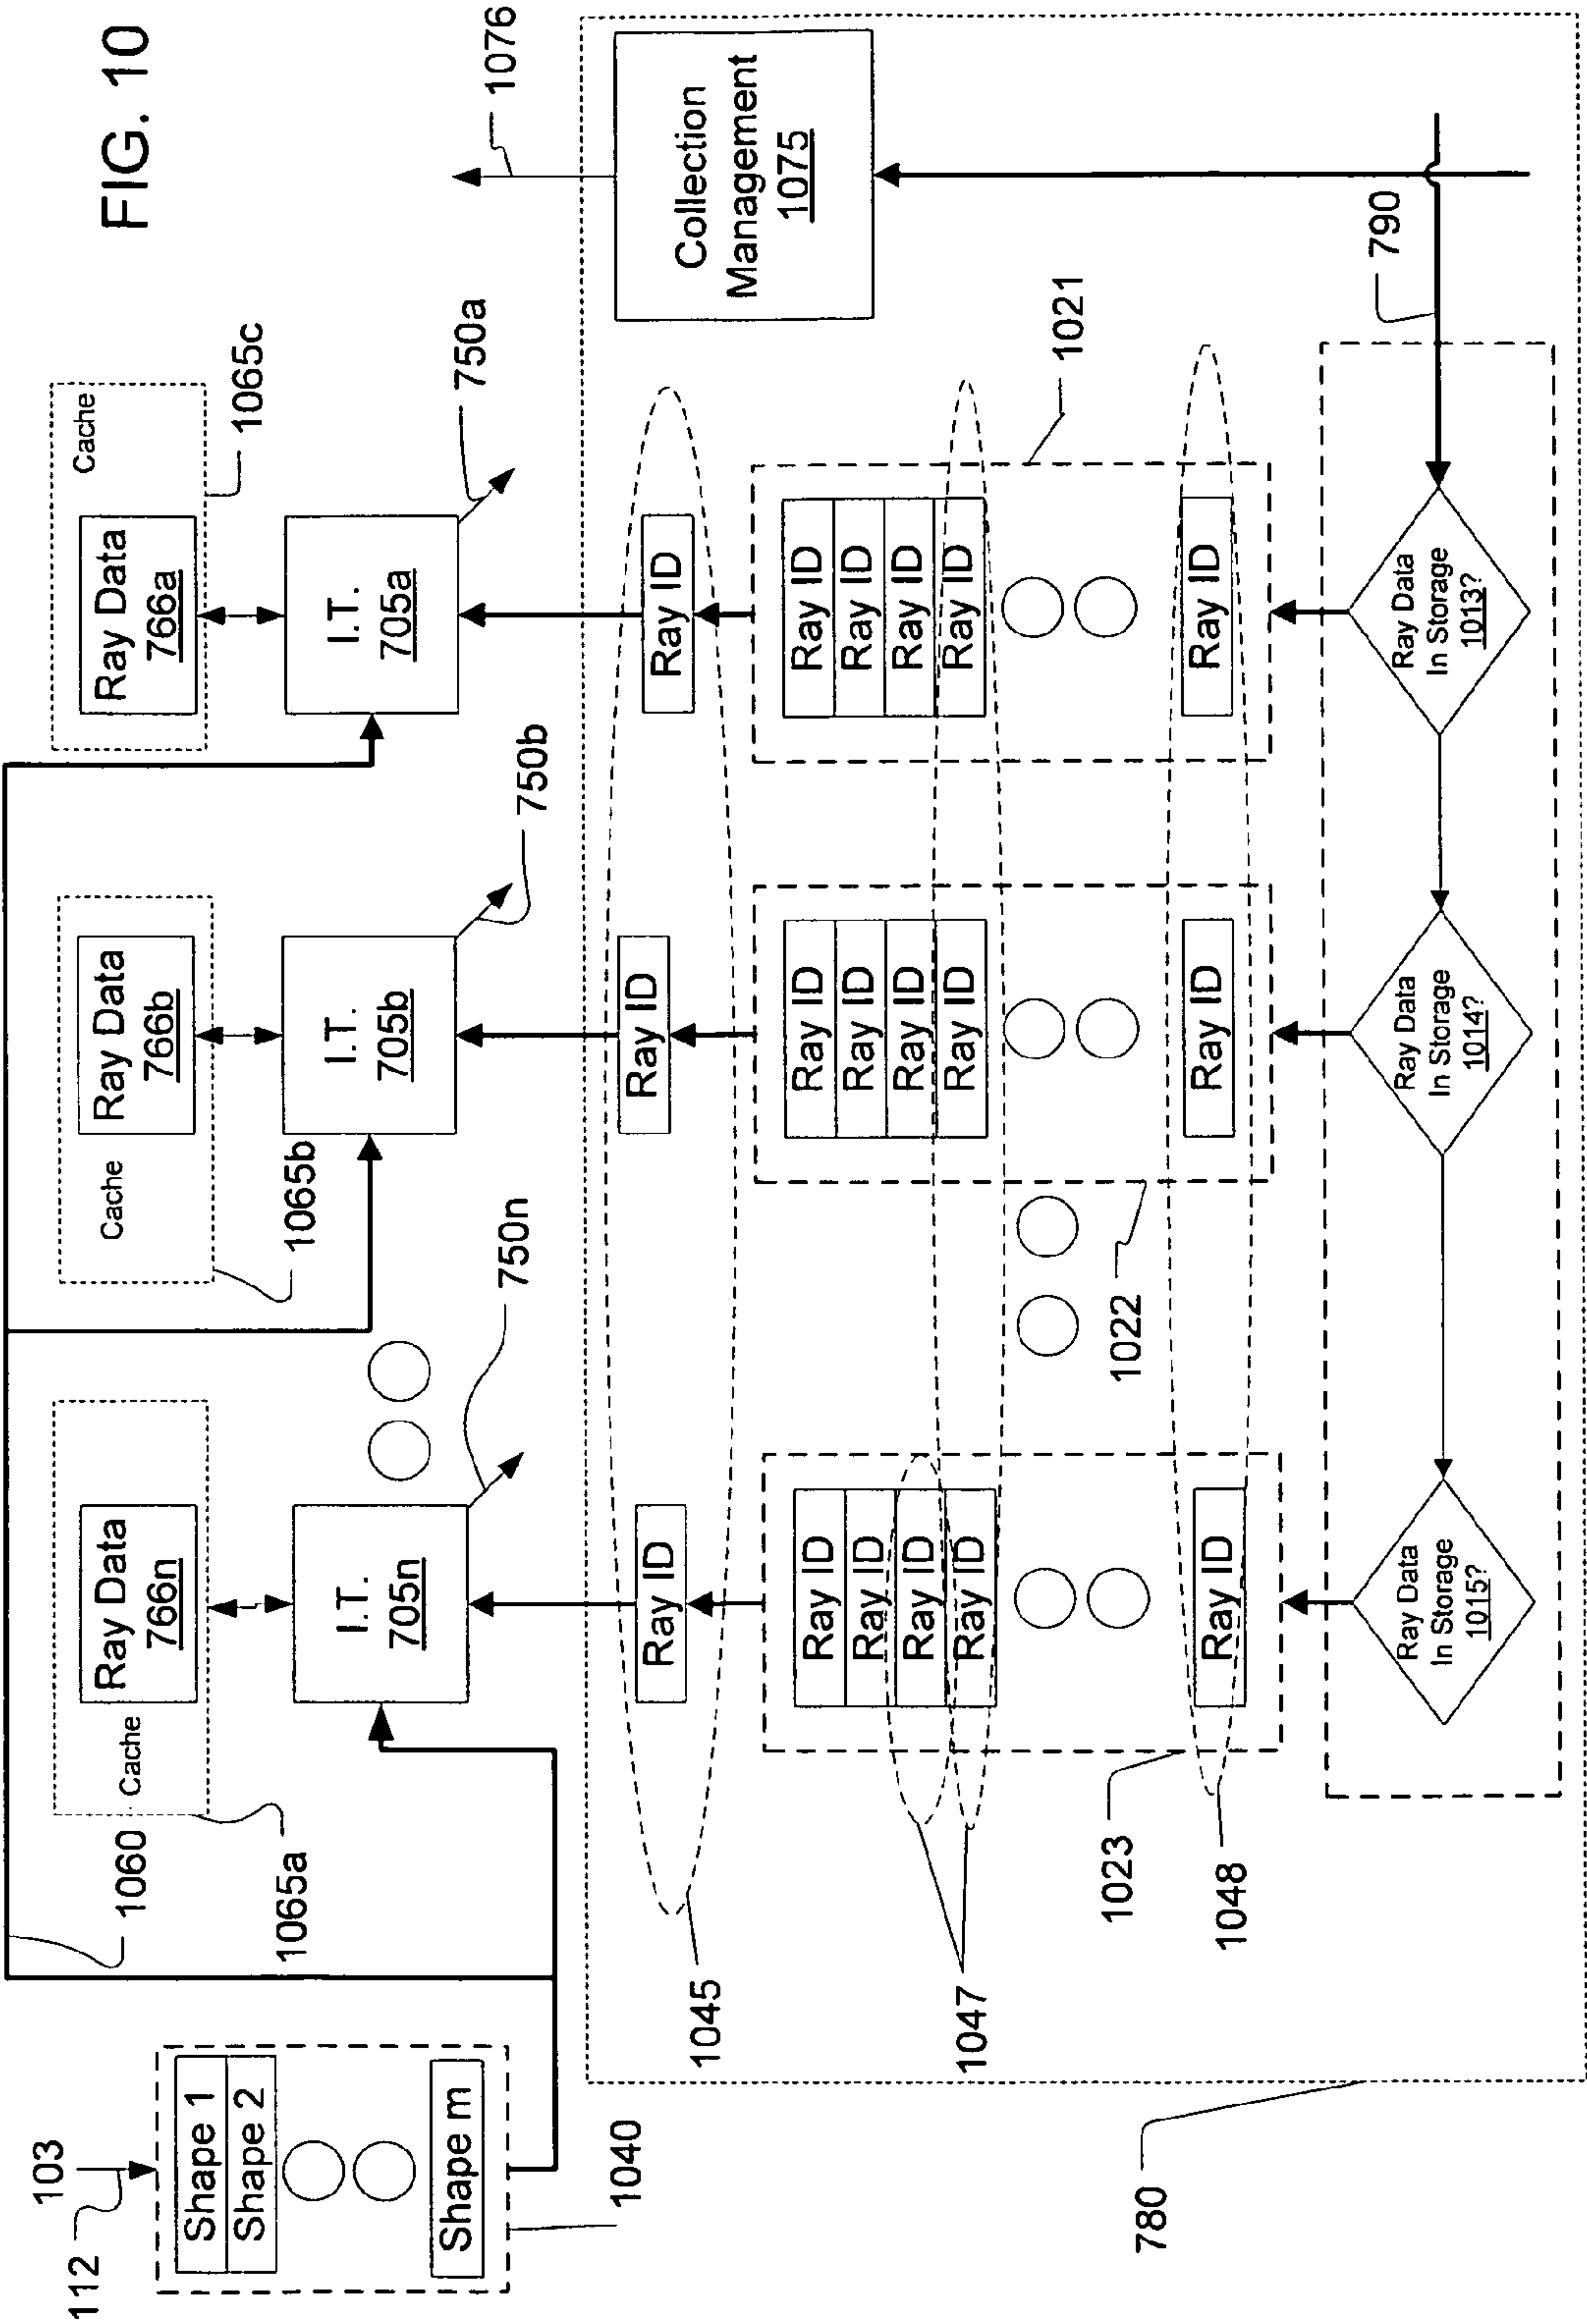 FIG. 10
103
112
Shape 1
Shape 2
Shape m
1040
1060
Cache
Ray Data
766n
1065a
I.T.
705n
750n
Cache
Ray Data
766b
1065b
I.T.
705b
750b
Cache
Ray Data
766a
1065c
I.T.
705a
750a
1076
Collection
Management
1075
1045
Ray ID
Ray ID
Ray ID
1047
Ray ID
Ray ID
Ray ID
Ray ID
Ray ID
1023
1048
Ray ID
Ray ID
Ray ID
Ray ID
Ray ID
1022
Ray ID
Ray ID
Ray ID
Ray ID
Ray ID
1021
790
Ray Data
In Storage
1015?
Ray Data
In Storage
1014?
Ray Data
In Storage
1013?
780